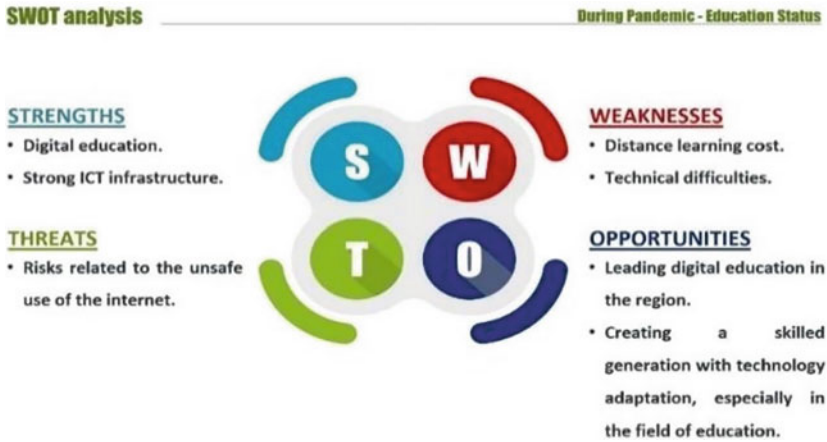 SWOT analysis
During Pandemic - Education Status
STRENGTHS
• Digital education.
• Strong ICT infrastructure.
THREATS
• Risks related to the unsafe
use of the internet.
S
W
T
O
WEAKNESSES
• Distance learning cost.
• Technical difficulties.
OPPORTUNITIES
• Leading digital education in
the region.
• Creating a skilled
generation with technology
adaptation, especially in
the field of education.